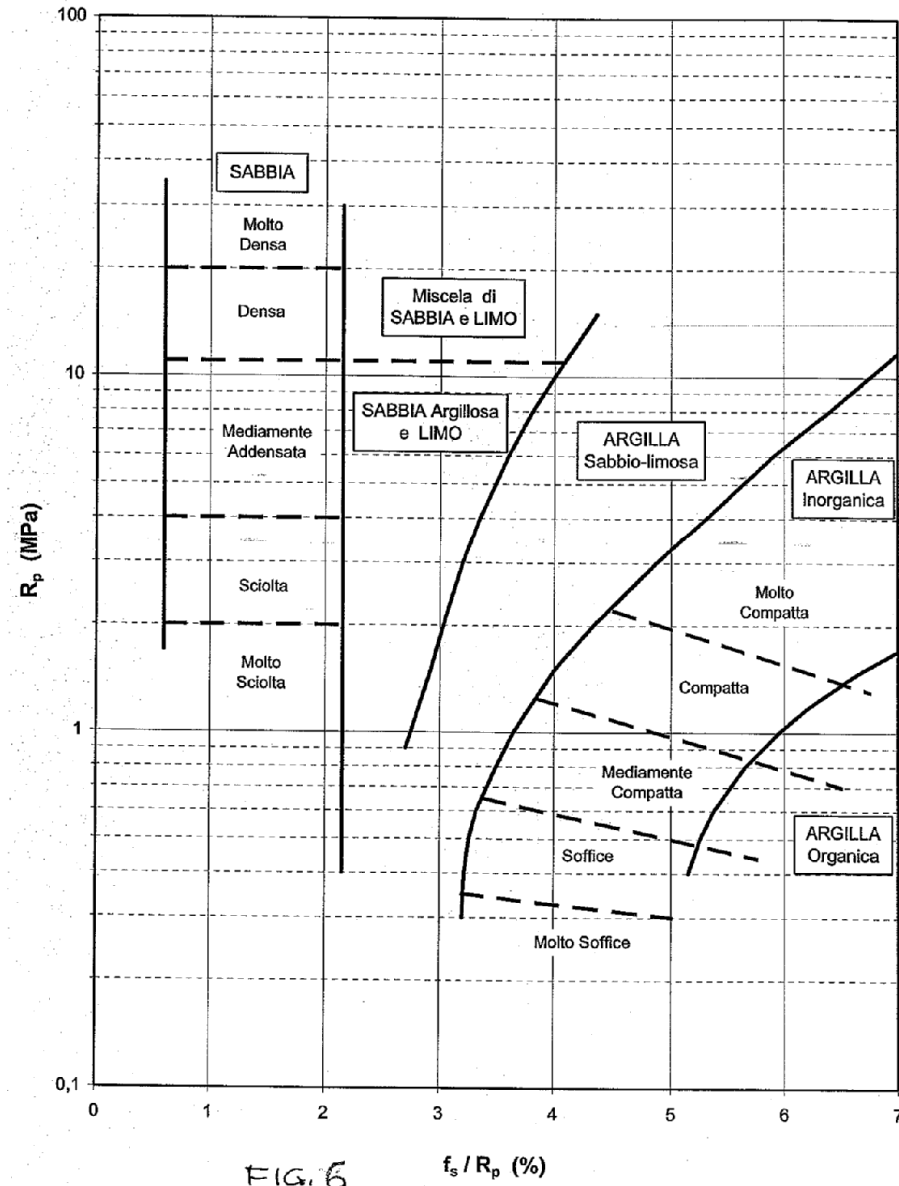 100
SABBIA
Molto
Densa
Densa
Miscela di
SABBIA e LIMO
10
SABBIA Argillosa
e LIMO
Mediamente
Addensata
ARGILLA
Sabbio-limosa
ARGILLA
Inorganica
Rp (MPa)
Sciolta
Molto
Compatta
Molto
Sciolta
Compatta
1
Mediamente
Compatta
Soffice
ARGILLA
Organica
Molto Soffice
0,1
0 1 2 3 4 5 6 7
fs / Rp (%)
FIG. 6